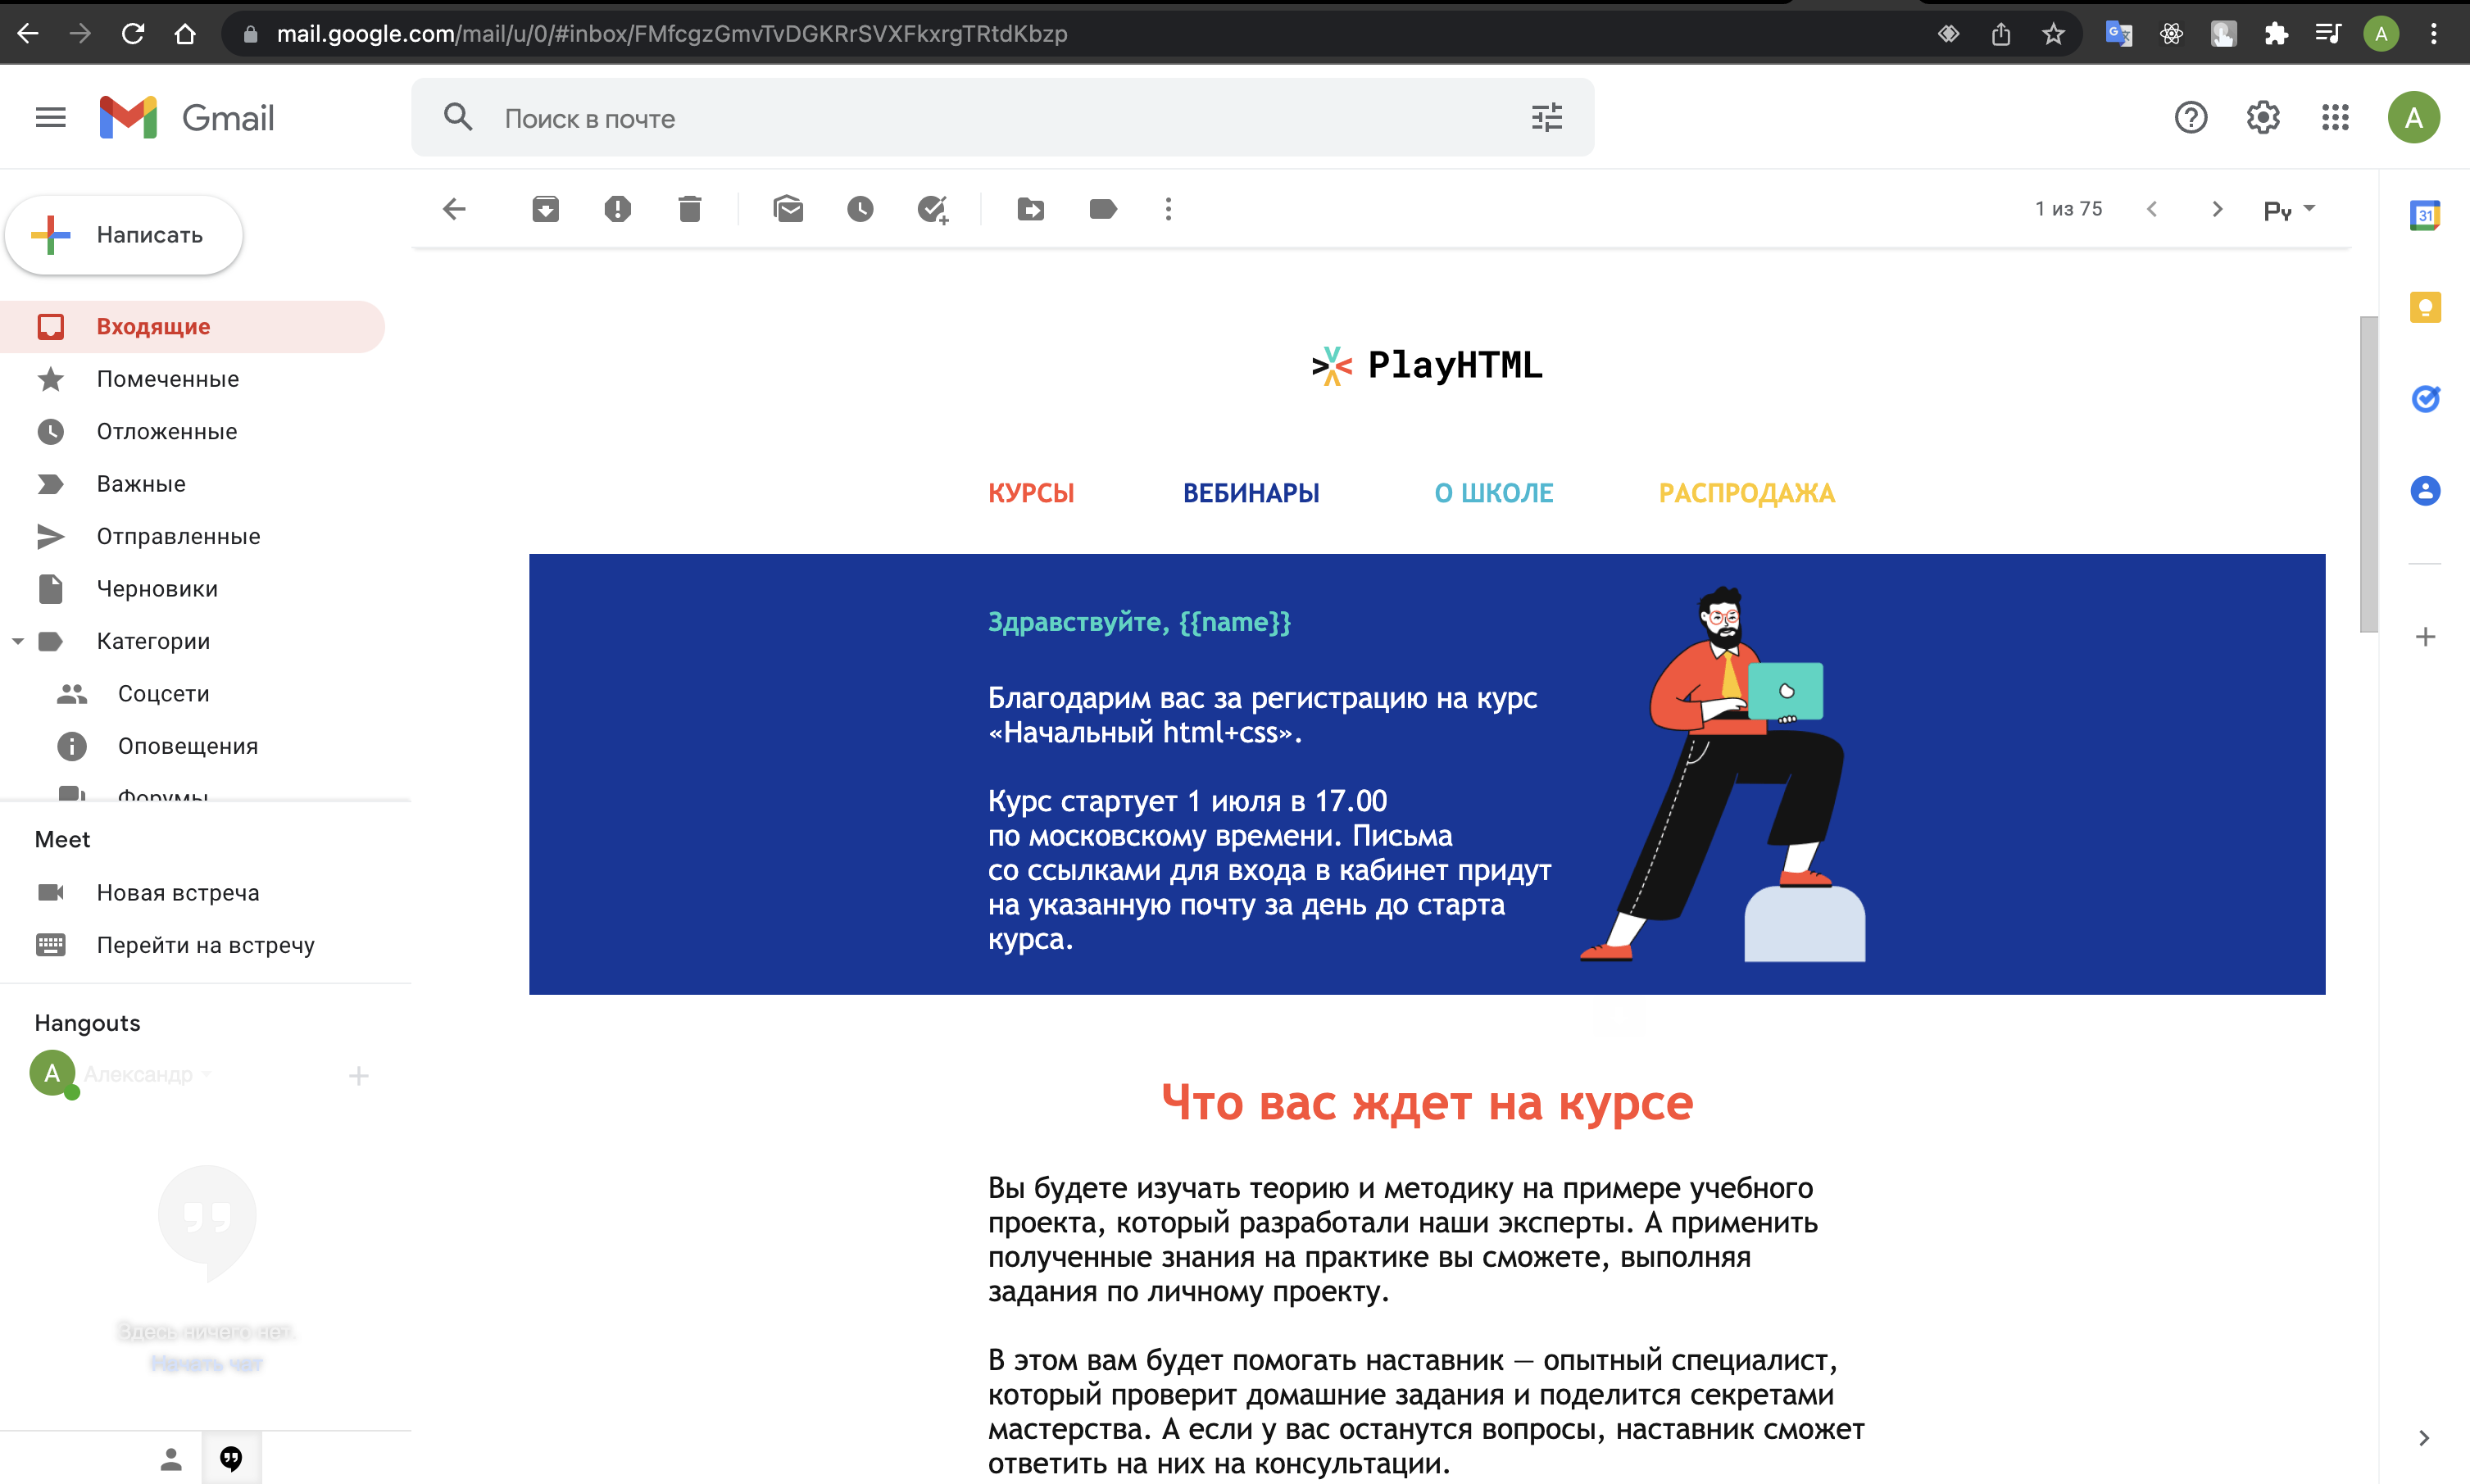 mail.google.com/mail/u/0/#inbox/FMfcgzGmvTvDGKRrSVXFkxrgTRtdKbzp
A
Gmail
Поиск в почте
A
Написать
1 из 75
Ру
31
Входящие
Помеченные
Отложенные
Важные
Отправленные
Черновики
Категории
Соцсети
Оповещения
Форумы
Meet
Новая встреча
Перейти на встречу
Hangouts
A
Александр
Здесь ничего нет.
Начать чат
PlayHTML
КУРСЫ ВЕБИНАРЫ О ШКОЛЕ РАСПРОДАЖА
Здравствуйте, {{name}}
Благодарим вас за регистрацию на курс
«Начальный html+css».
Курс стартует 1 июля в 17.00
по московскому времени. Письма
со ссылками для входа в кабинет придут
на указанную почту за день до старта
курса.
Что вас ждет на курсе
Вы будете изучать теорию и методику на примере учебного
проекта, который разработали наши эксперты. А применить
полученные знания на практике вы сможете, выполняя
задания по личному проекту.
В этом вам будет помогать наставник — опытный специалист,
который проверит домашние задания и поделится секретами
мастерства. А если у вас останутся вопросы, наставник сможет
ответить на них на консультации.